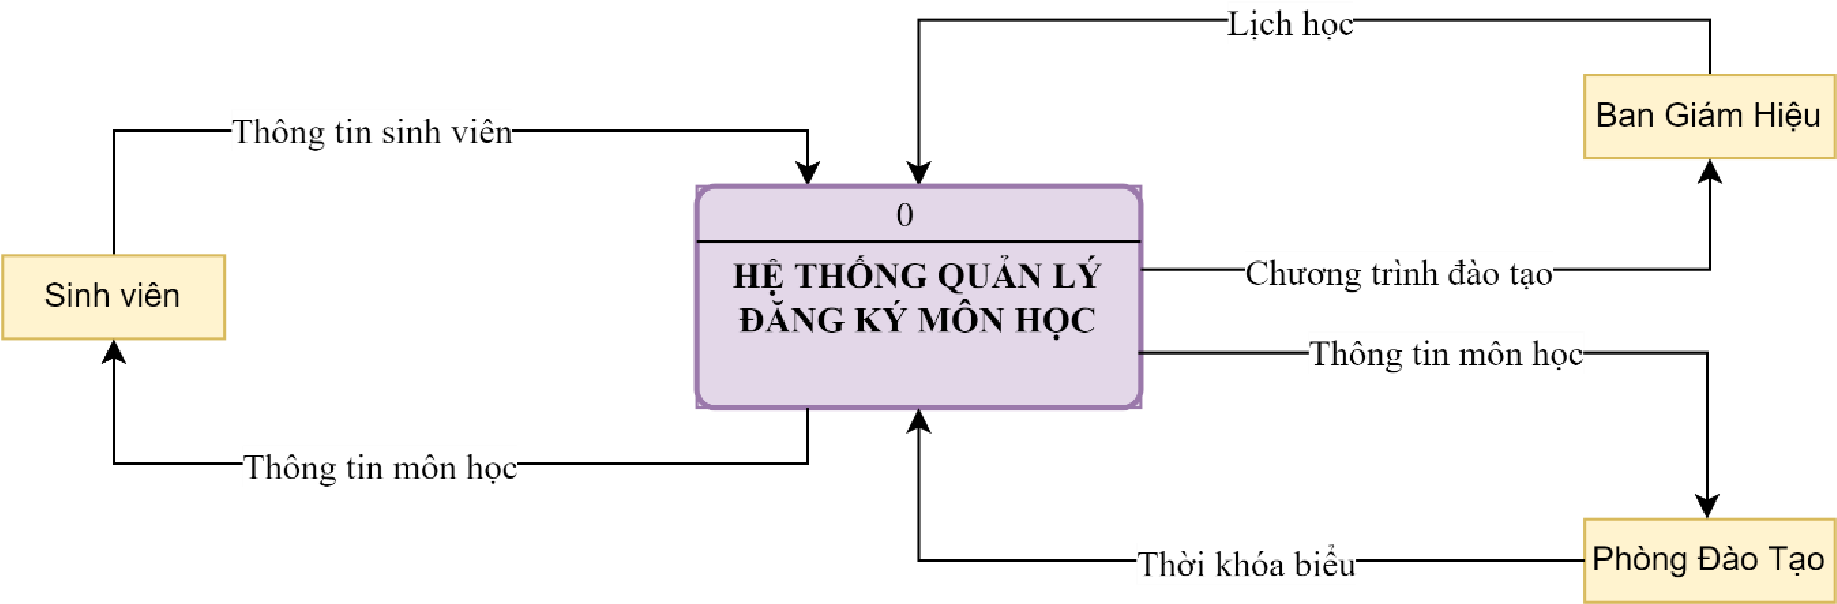 Lịch học
Ban Giám Hiệu
Thông tin sinh viên
0
HỆ THỐNG QUẢN LÝ
ĐĂNG KÝ MÔN HỌC
Sinh viên
Chương trình đào tạo
Thông tin môn học
Thông tin môn học
Thời khóa biểu
Phòng Đào Tạo